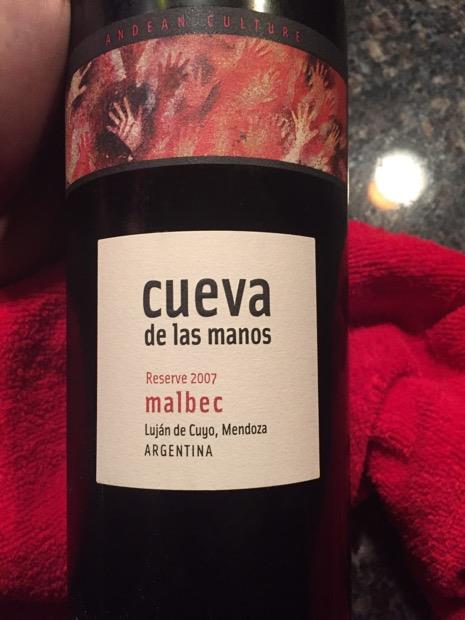 ANDEAN CULTURE
cueva
de las manos
Reserve 2007
malbec
Luján de Cuyo, Mendoza
ARGENTINA